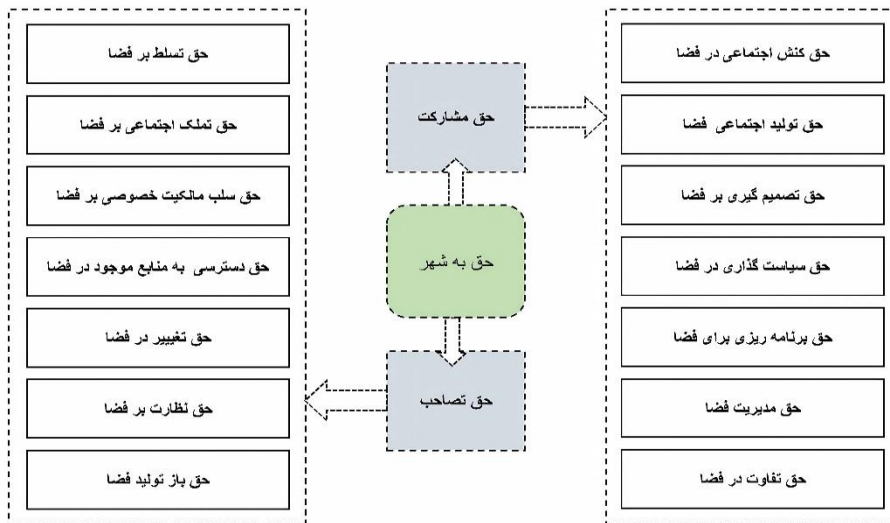 حق کنش اجتماعی در فضا
حق تولید اجتماعی فضا
حق تصمیم گیری بر فضا
حق سیاست گذاری در فضا
حق برنامه ریزی برای فضا
حق مدیریت فضا
حق تفاوت در فضا
حق مشارکت
حق به شهر
حق تصاحب
حق تسلط بر فضا
حق تملک اجتماعی بر فضا
حق سلب مالکیت خصوصی بر فضا
حق دسترسی به منابع موجود در فضا
حق تغیییر در فضا
حق نظارت بر فضا
حق باز تولید فضا